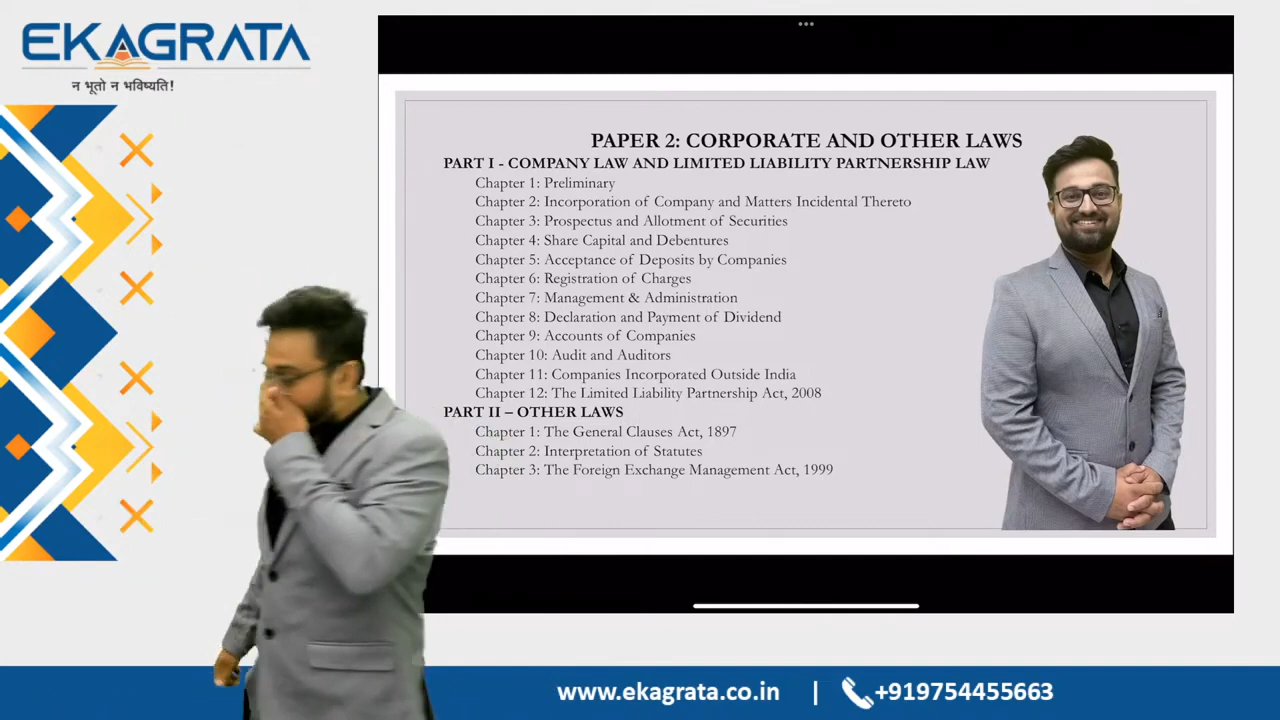 EKAGRATA
न भूतो न भविष्यति!
PAPER 2: CORPORATE AND OTHER LAWS
PART I - COMPANY LAW AND LIMITED LIABILITY PARTNERSHIP LAW
Chapter 1: Preliminary
Chapter 2: Incorporation of Company and Matters Incidental Thereto
Chapter 3: Prospectus and Allotment of Securities
Chapter 4: Share Capital and Debentures
Chapter 5: Acceptance of Deposits by Companies
Chapter 6: Registration of Charges
Chapter 7: Management & Administration
Chapter 8: Declaration and Payment of Dividend
Chapter 9: Accounts of Companies
Chapter 10: Audit and Auditors
Chapter 11: Companies Incorporated Outside India
Chapter 12: The Limited Liability Partnership Act, 2008
PART II – OTHER LAWS
Chapter 1: The General Clauses Act, 1897
Chapter 2: Interpretation of Statutes
Chapter 3: The Foreign Exchange Management Act, 1999
www.ekagrata.co.in | +919754455663